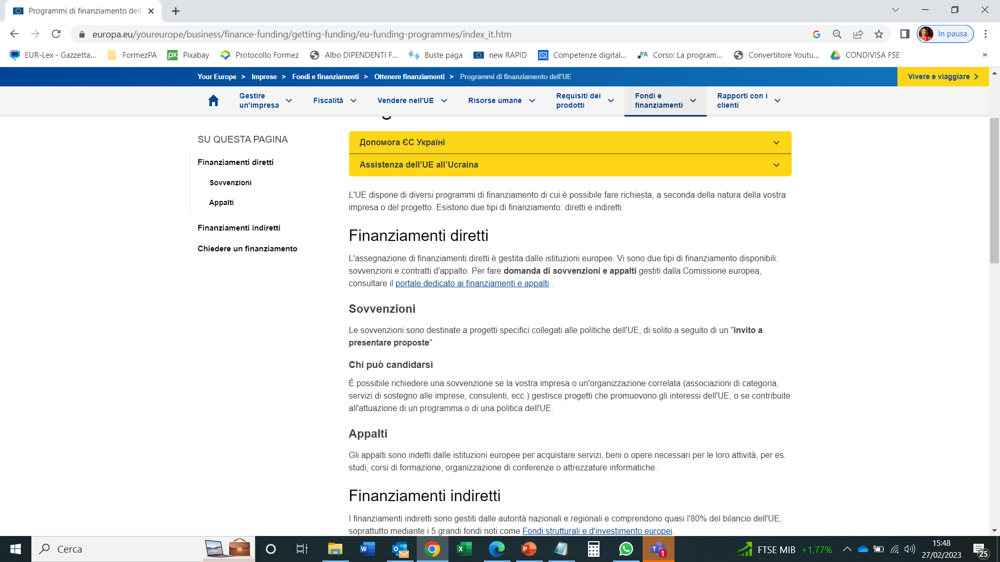 Programmi di finanziamento dell
europa.eu/youreurope/business/finance-funding/getting-funding/eu-funding-programmes/index_it.htm
In pausa
EUR-Lex - Gazzetta...
FormezPA
Pixabay
Protocollo Formez
Albo DIPENDENTI F...
Buste paga
new RAPID
Competenze digital...
Corso: La program...
Convertitore Youtu...
CONDIVISA FSE
»
Your Europe > Imprese > Fondi e finanziamenti > Ottenere finanziamenti > Programmi di finanziamento dell'UE
Vivere e viaggiare
Gestire
un'impresa
Fiscalità
Vendere nell'UE
Risorse umane
Requisiti dei
prodotti
Fondi e
finanziamenti
Rapporti con i
clienti
SU QUESTA PAGINA
Finanziamenti diretti
Sovvenzioni
Appalti
Finanziamenti indiretti
Chiedere un finanziamento
Допомога ЄС Україні
Assistenza dell’UE all’Ucraina
L'UE dispone di diversi programmi di finanziamento di cui è possibile fare richiesta, a seconda della natura della vostra
impresa o del progetto. Esistono due tipi di finanziamento: diretti e indiretti.
Finanziamenti diretti
L'assegnazione di finanziamenti diretti è gestita dalle istituzioni europee. Vi sono due tipi di finanziamento disponibili:
sovvenzioni e contratti d'appalto. Per fare domanda di sovvenzioni e appalti gestiti dalla Comissione europea,
consultare il portale dedicato ai finanziamenti e appalti .
Sovvenzioni
Le sovvenzioni sono destinate a progetti specifici collegati alle politiche dell'UE, di solito a seguito di un "invito a
presentare proposte"
Chi può candidarsi
È possibile richiedere una sovvenzione se la vostra impresa o un'organizzazione correlata (associazioni di categoria,
servizi di sostegno alle imprese, consulenti, ecc.) gestisce progetti che promuovono gli interessi dell'UE, o se contribuite
all'attuazione di un programma o di una politica dell'UE.
Appalti
Gli appalti sono indetti dalle istituzioni europee per acquistare servizi, beni o opere necessari per le loro attività, per es.
studi, corsi di formazione, organizzazione di conferenze o attrezzature informatiche.
Finanziamenti indiretti
I finanziamenti indiretti sono gestiti dalle autorità nazionali e regionali e comprendono quasi l'80% del bilancio dell'UE,
soprattutto mediante i 5 grandi fondi noti come Fondi strutturali e d'investimento europei.
Cerca
FTSE MIB +1,77%
15:48
27/02/2023
25